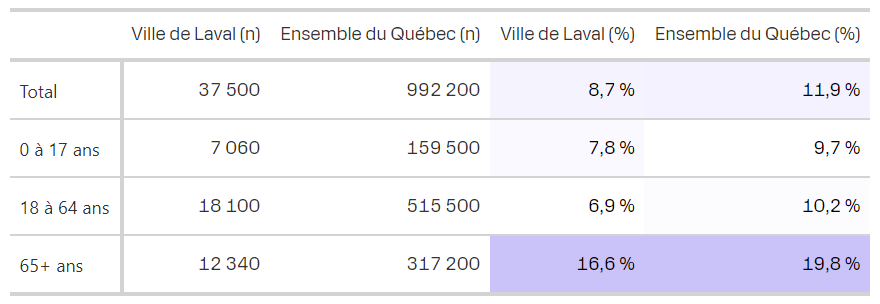 Ville de Laval (n) Ensemble du Québec (n) Ville de Laval (%) Ensemble du Québec (%)
Total 37 500 992 200 8,7 % 11,9 %
0 à 17 ans 7 060 159 500 7,8 % 9,7 %
18 à 64 ans 18 100 515 500 6,9 % 10,2 %
65+ ans 12 340 317 200 16,6 % 19,8 %